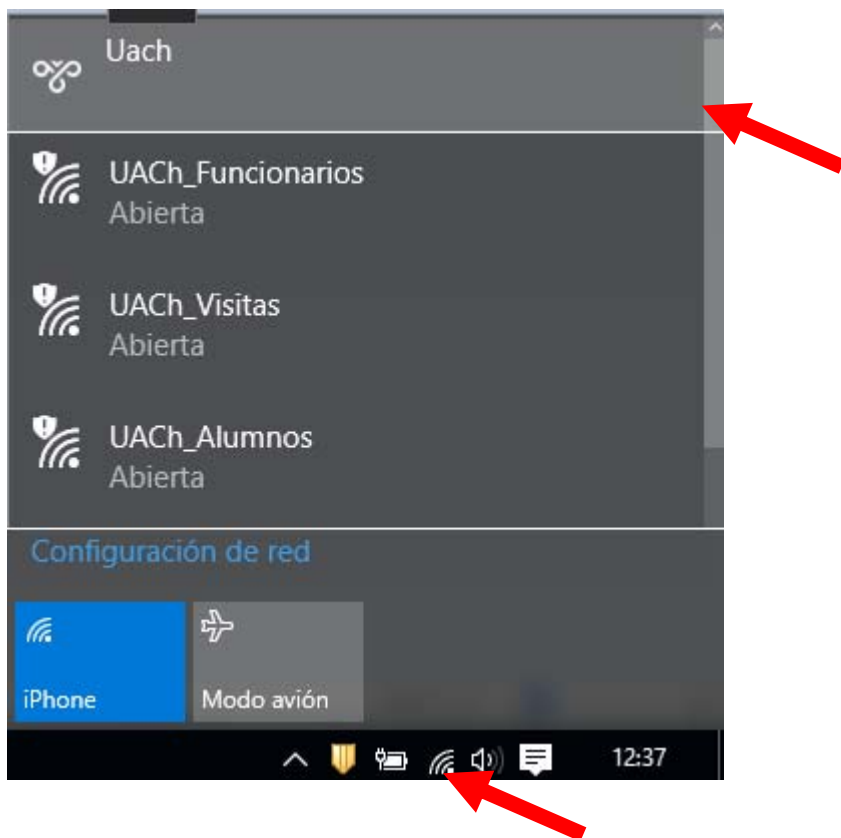 Uach
UACh_Funcionarios
Abierta
UACh_Visitas
Abierta
UACh_Alumnos
Abierta
Configuración de red
iPhone
Modo avión
12:37